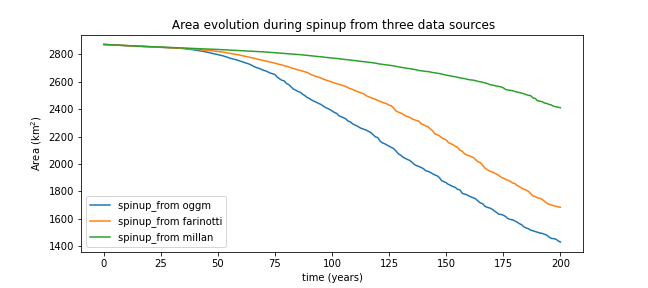 Area evolution during spinup from three data sources
Area (km²)
2800
2600
2400
2200
2000
1800
1600
1400
spinup_from oggm
spinup_from farinotti
spinup_from millan
0 25 50 75 100 125 150 175 200
time (years)